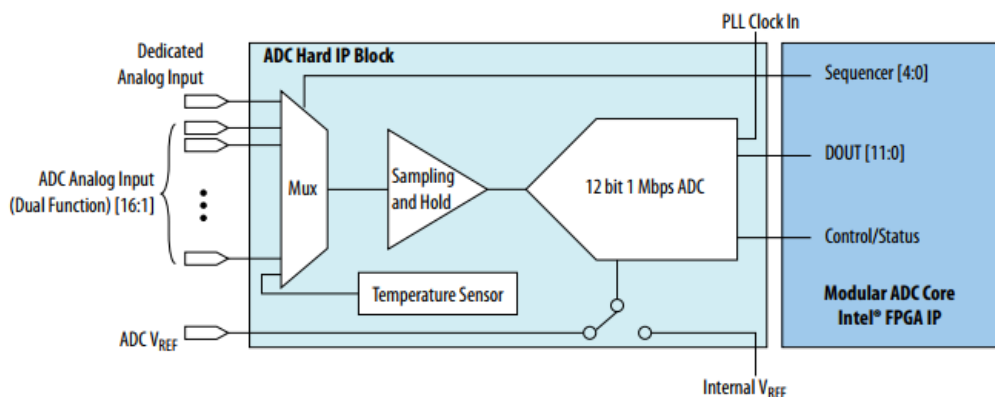 PLL Clock In
Dedicated
Analog Input
ADC Hard IP Block
Sequencer [4:0]
ADC Analog Input
(Dual Function) [16:1]
Mux
Sampling
and Hold
12 bit 1 Mbps ADC
DOUT [11:0]
Control/Status
Temperature Sensor
Modular ADC Core
Intel® FPGA IP
ADC VREF
Internal VREF